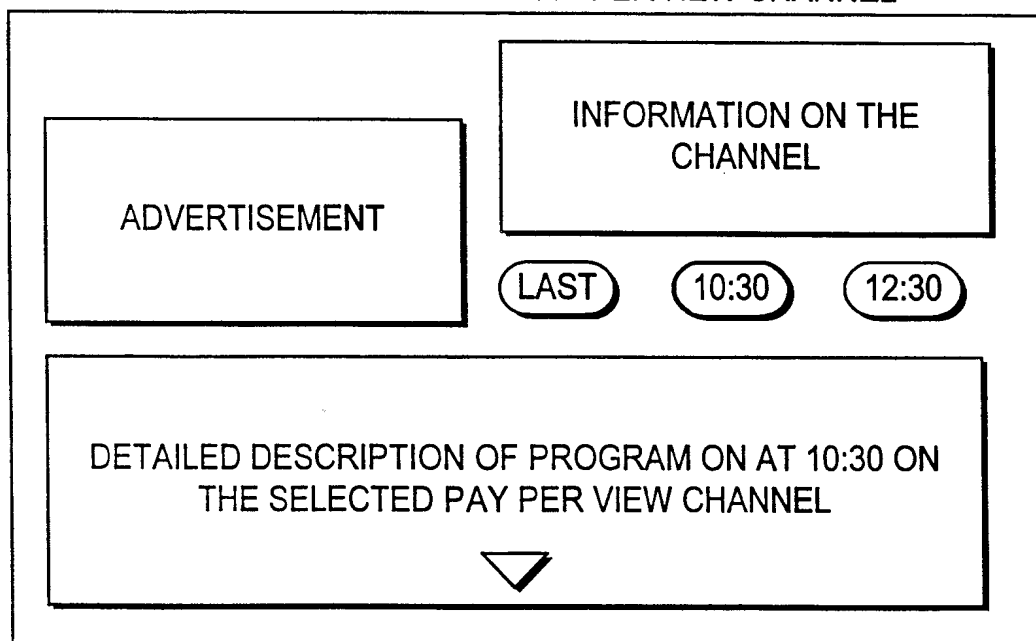 ADVERTISEMENT
INFORMATION ON THE
CHANNEL
LAST
10:30
12:30
DETAILED DESCRIPTION OF PROGRAM ON AT 10:30 ON
THE SELECTED PAY PER VIEW CHANNEL